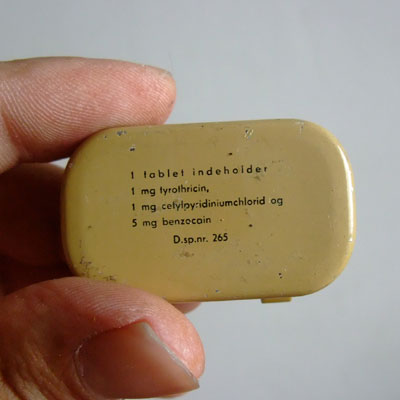 1 tablet indeholder
1 mg tyrothricin,
1 mg cetylpyridiniumchlorid og
5 mg benzocain
D.sp.nr. 265